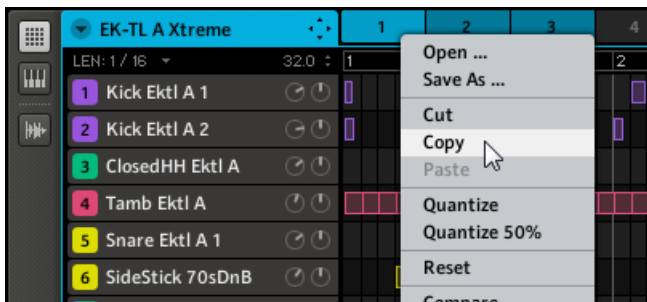 EK-TL A Xtreme
1 2 3 4
LEN: 1 / 16 32.0 1 2
1 Kick Ektl A 1
2 Kick Ektl A 2
3 ClosedHH Ektl A
4 Tamb Ektl A
5 Snare Ektl A 1
6 SideStick 70sDnB
Open ...
Save As ...
Cut
Copy
Paste
Quantize
Quantize 50%
Reset
Compare